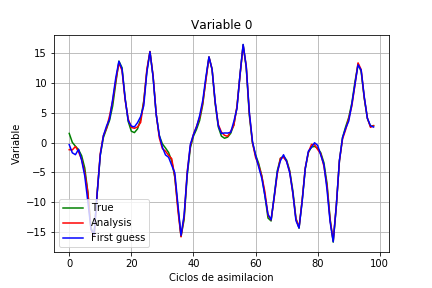 Variable 0
Variable
15
10
5
0
−5
−10
−15
True
Analysis
First guess
0
20
40
60
80
100
Ciclos de asimilacion